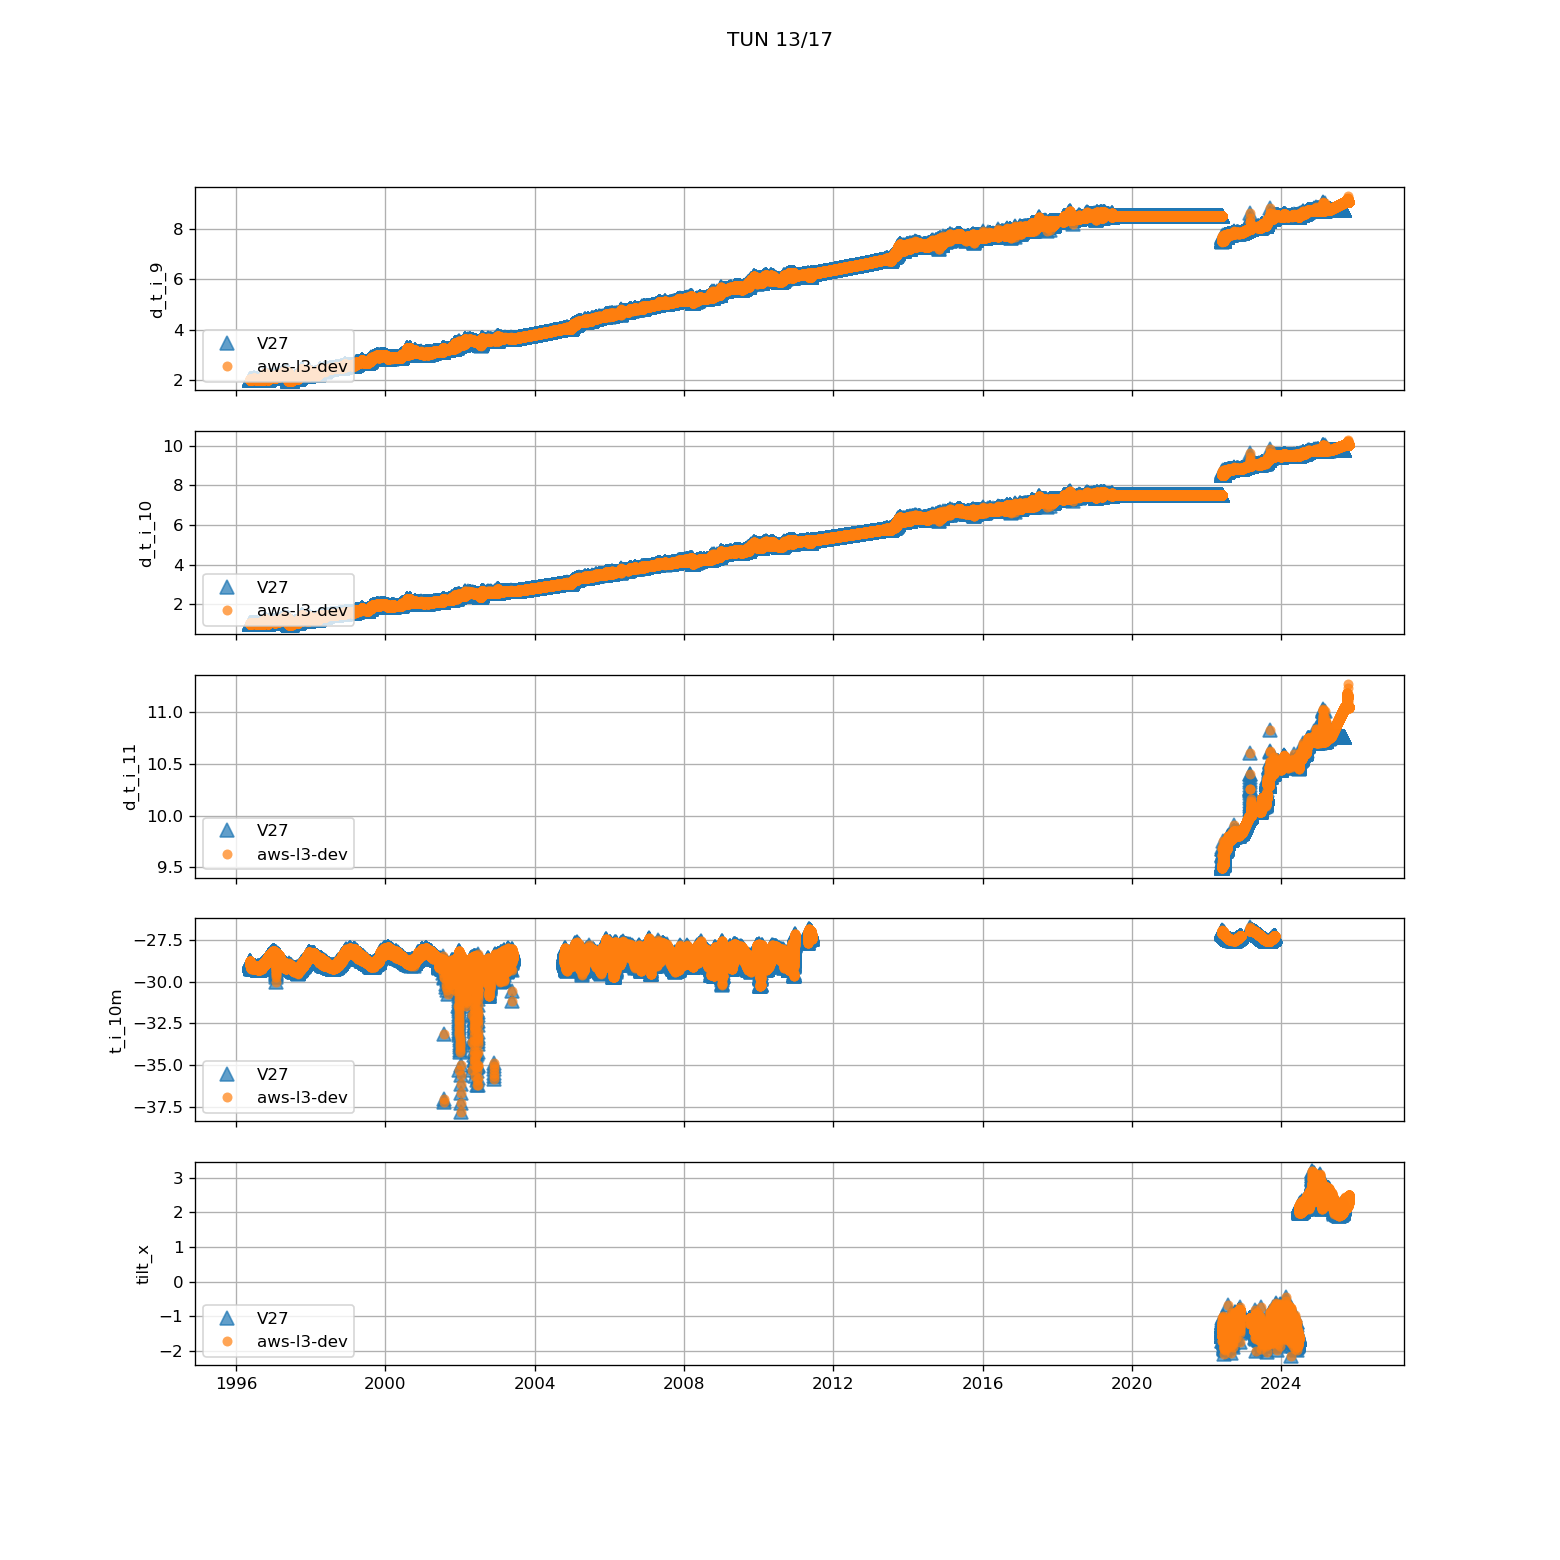 TUN 13/17
8
6
4
2
d_t_i_9
V27
aws-l3-dev
10
8
6
4
2
d_t_i_10
V27
aws-l3-dev
11.0
10.5
10.0
9.5
d_t_i_11
V27
aws-l3-dev
−27.5
−30.0
−32.5
−35.0
−37.5
t_i_10m
V27
aws-l3-dev
3
2
1
0
−1
−2
tilt_x
V27
aws-l3-dev
1996 2000 2004 2008 2012 2016 2020 2024